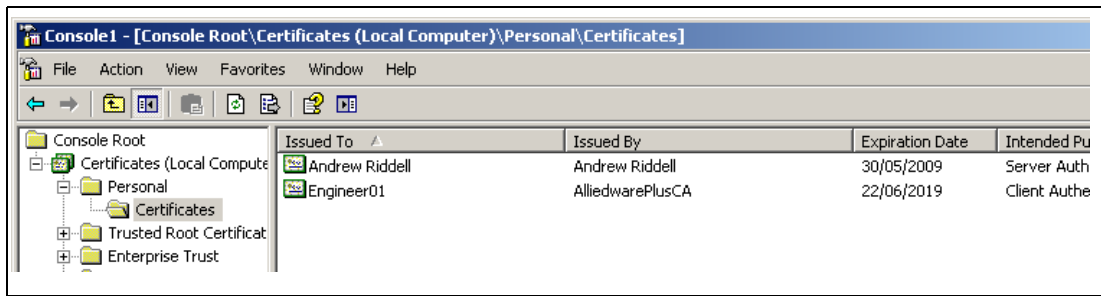 Console1 - [Console Root\Certificates (Local Computer)\Personal\Certificates]
File Action View Favorites Window Help
Console Root
Certificates (Local Compute
Personal
Certificates
Trusted Root Certificat
Enterprise Trust
Issued To Issued By Expiration Date Intended Pu
Andrew Riddell Andrew Riddell 30/05/2009 Server Auth
Engineer01 AlliedwarePlusCA 22/06/2019 Client Authe